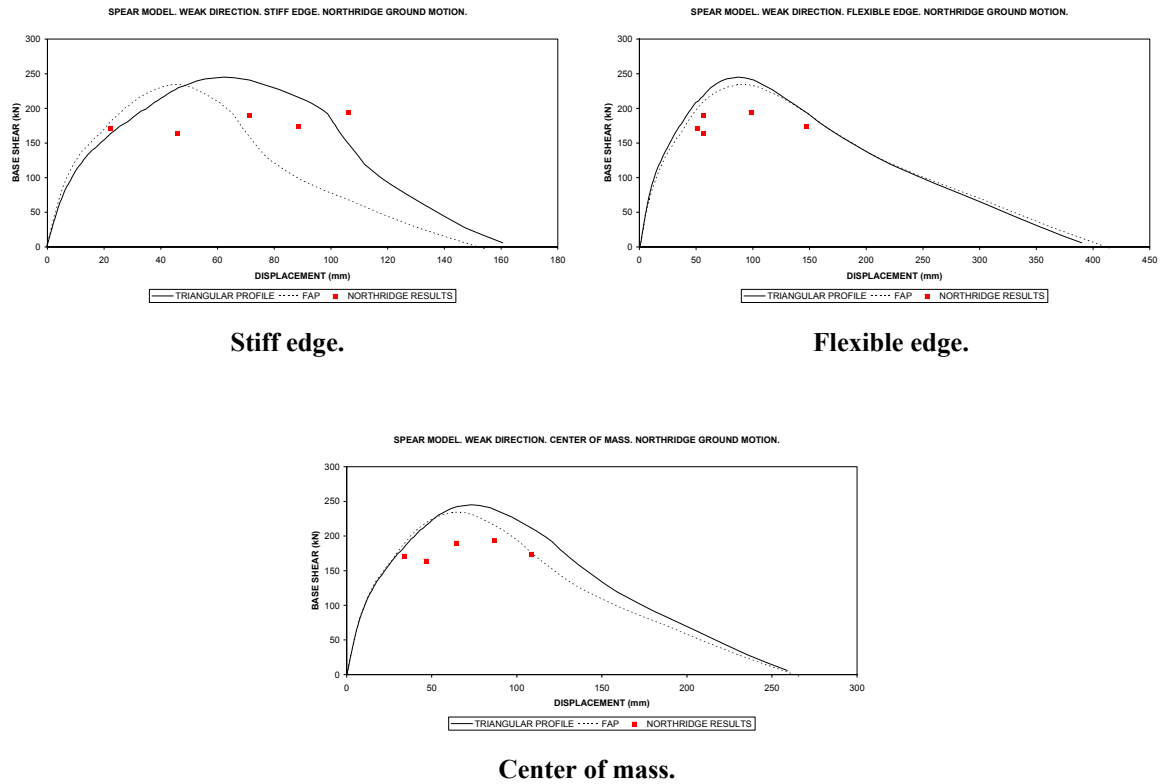 SPEAR MODEL. WEAK DIRECTION. STIFF EDGE. NORTHRIDGE GROUND MOTION.
300
250
200
150
100
50
0
BASE SHEAR (kN)
0 20 40 60 80 100 120 140 160 180
DISPLACEMENT (mm)
TRIANGULAR PROFILE FAP NORTHRIDGE RESULTS
Stiff edge.
SPEAR MODEL. WEAK DIRECTION. FLEXIBLE EDGE. NORTHRIDGE GROUND MOTION.
300
250
200
150
100
50
0
BASE SHEAR (kN)
0 50 100 150 200 250 300 350 400 450
DISPLACEMENT (mm)
TRIANGULAR PROFILE FAP NORTHRIDGE RESULTS
Flexible edge.
SPEAR MODEL. WEAK DIRECTION. CENTER OF MASS. NORTHRIDGE GROUND MOTION.
300
250
200
150
100
50
0
BASE SHEAR (kN)
0 50 100 150 200 250 300
DISPLACEMENT (mm)
TRIANGULAR PROFILE FAP NORTHRIDGE RESULTS
Center of mass.